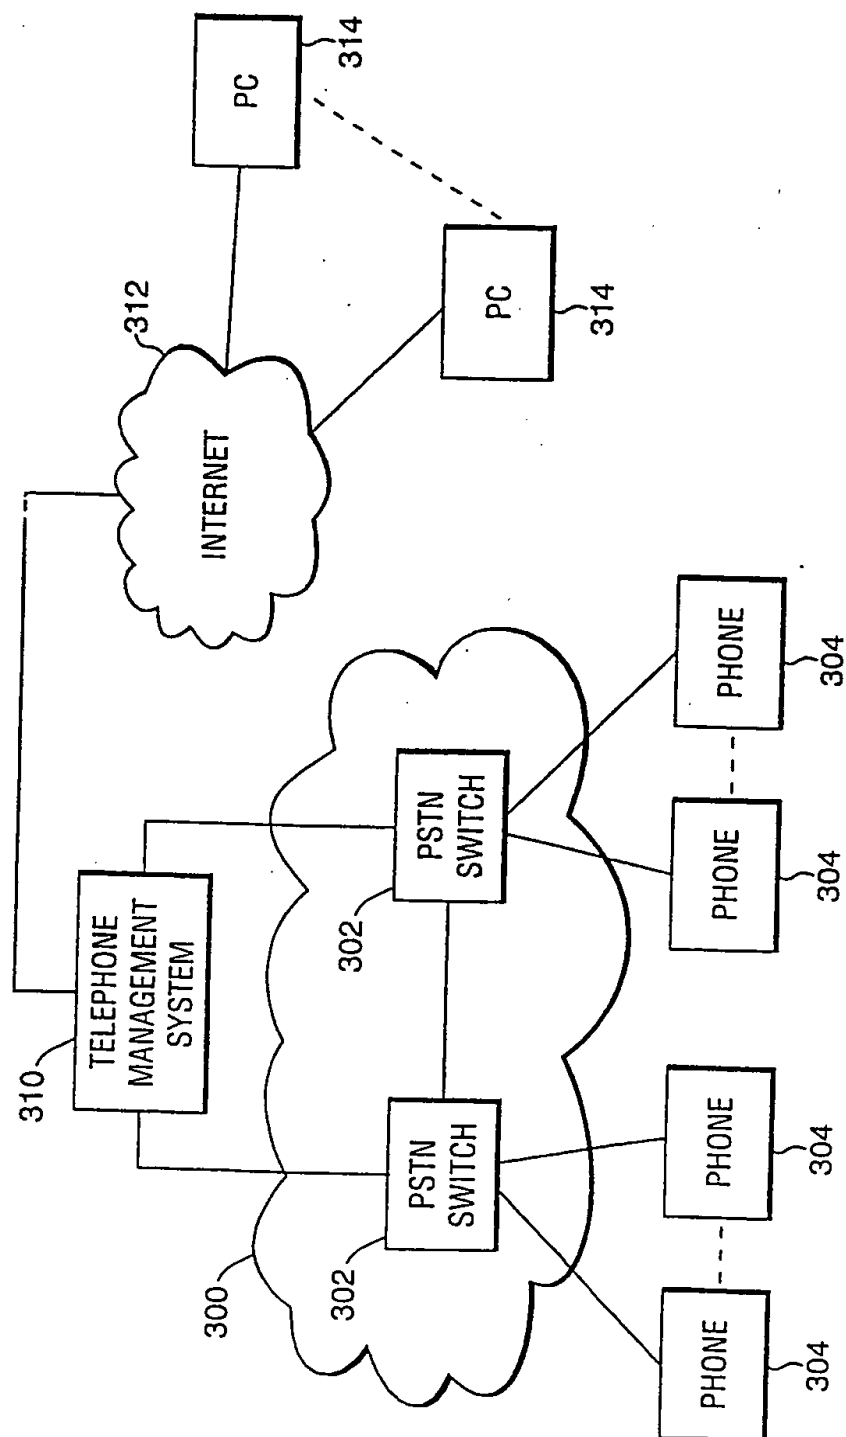 310
TELEPHONE
MANAGEMENT
SYSTEM
312
INTERNET
PC
314
PC
314
300
302
PSTN
SWITCH
302
PSTN
SWITCH
PHONE
304
PHONE
304
PHONE
304
PHONE
304